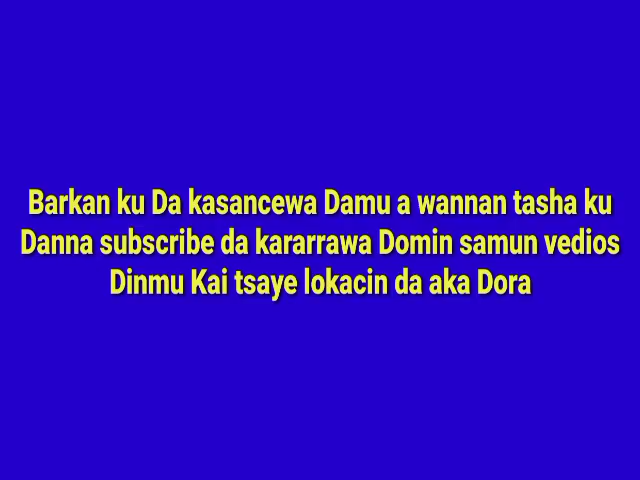 Barkan ku Da kasancewa Damu a wannan tasha ku
Danna subscribe da kararrawa Domin samun vedios
Dinmu Kai tsaye lokacin da aka Dora